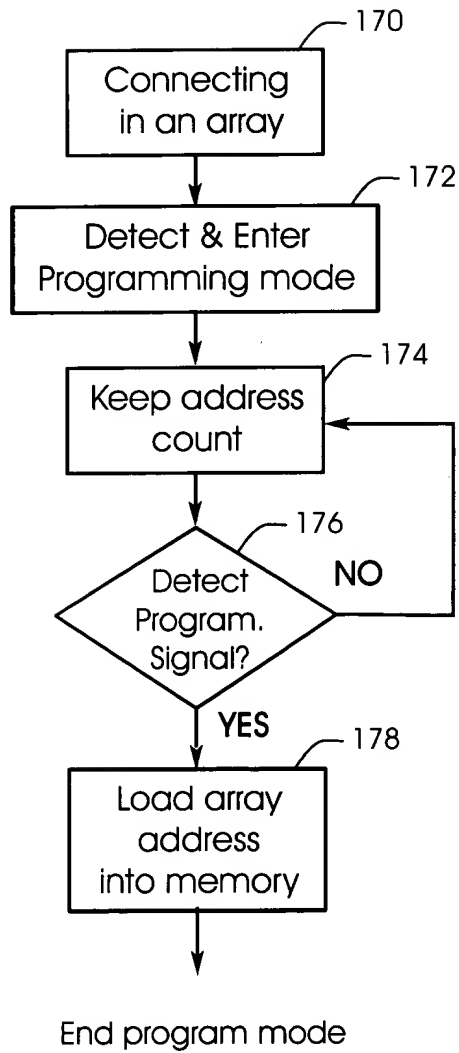 170
Connecting
in an array
172
Detect & Enter
Programming mode
174
Keep address
count
176
Detect
Program.
Signal?
NO
YES
178
Load array
address
into memory
End program mode